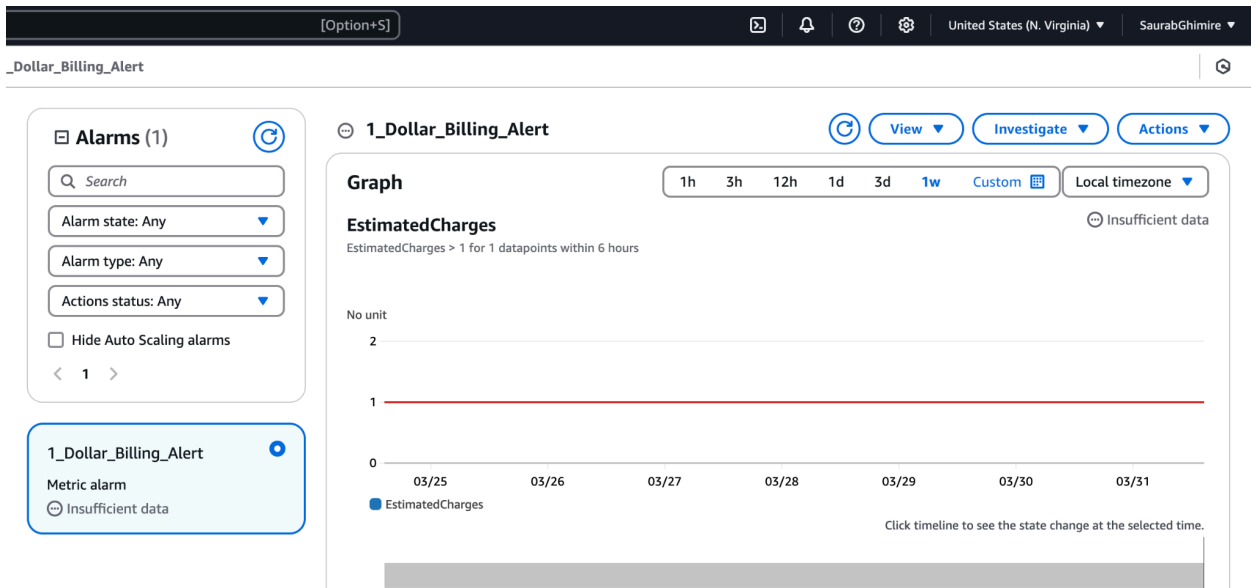 [Option+S]
United States (N. Virginia)
SaurabGhimire
_Dollar_Billing_Alert
Alarms (1)
Search
Alarm state: Any
Alarm type: Any
Actions status: Any
Hide Auto Scaling alarms
1
1_Dollar_Billing_Alert
Metric alarm
Insufficient data
1_Dollar_Billing_Alert
View
Investigate
Actions
Graph
1h 3h 12h 1d 3d 1w Custom
Local timezone
EstimatedCharges
Insufficient data
EstimatedCharges > 1 for 1 datapoints within 6 hours
No unit
2
1
0
03/25 03/26 03/27 03/28 03/29 03/30 03/31
EstimatedCharges
Click timeline to see the state change at the selected time.